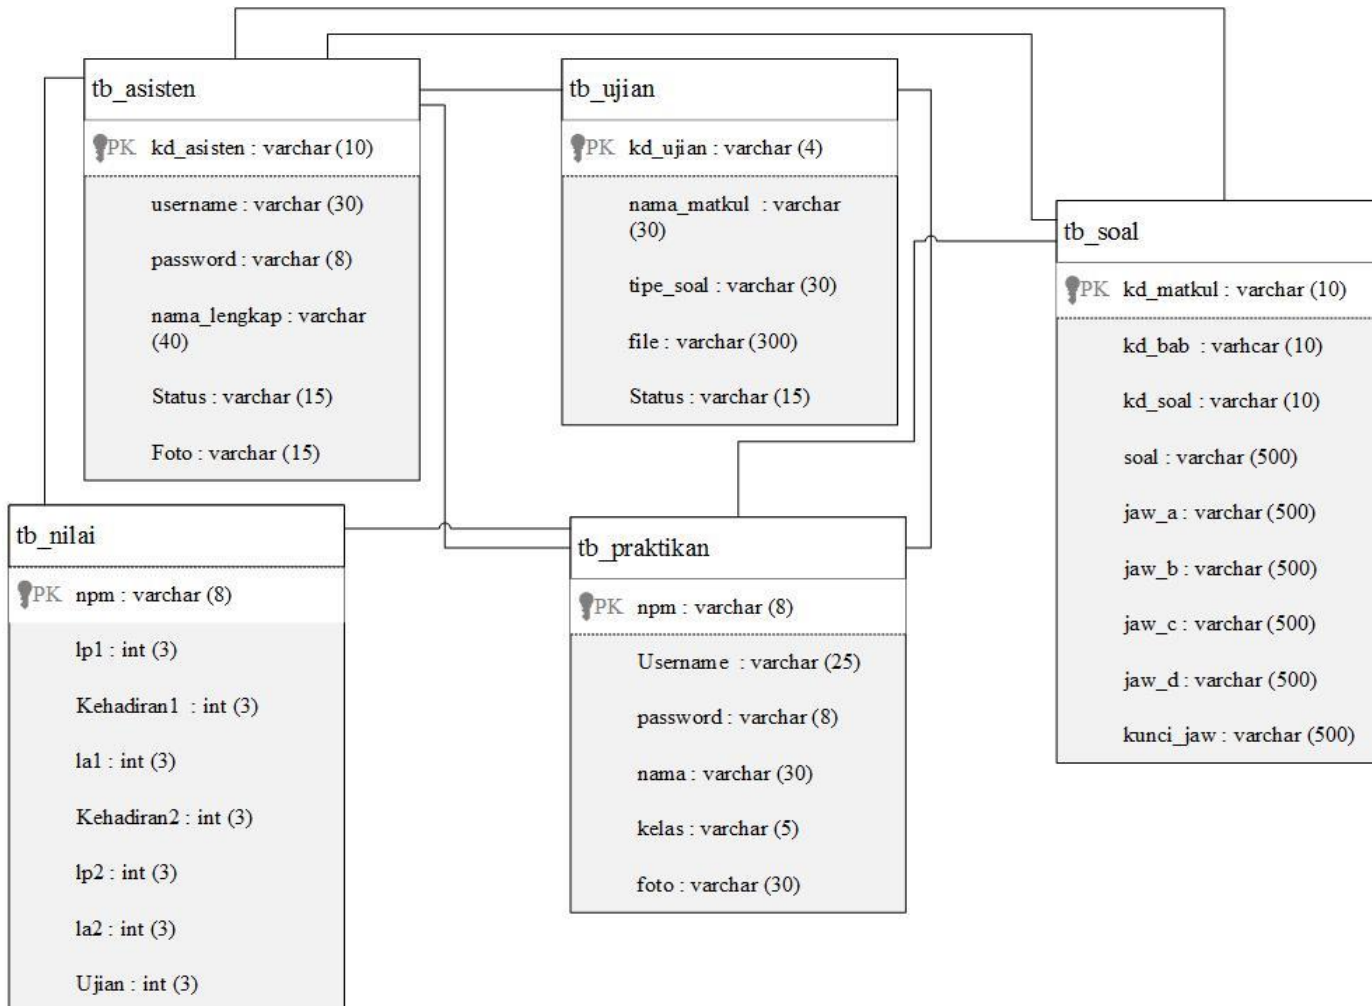 tb_asisten
PK kd_asisten : varchar (10)
username : varchar (30)
password : varchar (8)
nama_lengkap : varchar
(40)
Status : varchar (15)
Foto : varchar (15)
tb_ujian
PK kd_ujian : varchar (4)
nama_matkul : varchar
(30)
tipe_soal : varchar (30)
file : varchar (300)
Status : varchar (15)
tb_soal
PK kd_matkul : varchar (10)
kd_bab : varhcar (10)
kd_soal : varchar (10)
soal : varchar (500)
jaw_a : varchar (500)
jaw_b : varchar (500)
jaw_c : varchar (500)
jaw_d : varchar (500)
kunci_jaw : varchar (500)
tb_nilai
PK npm : varchar (8)
lp1 : int (3)
Kehadiran1 : int (3)
la1 : int (3)
Kehadiran2 : int (3)
lp2 : int (3)
la2 : int (3)
Ujian : int (3)
tb_praktikan
PK npm : varchar (8)
Username : varchar (25)
password : varchar (8)
nama : varchar (30)
kelas : varchar (5)
foto : varchar (30)